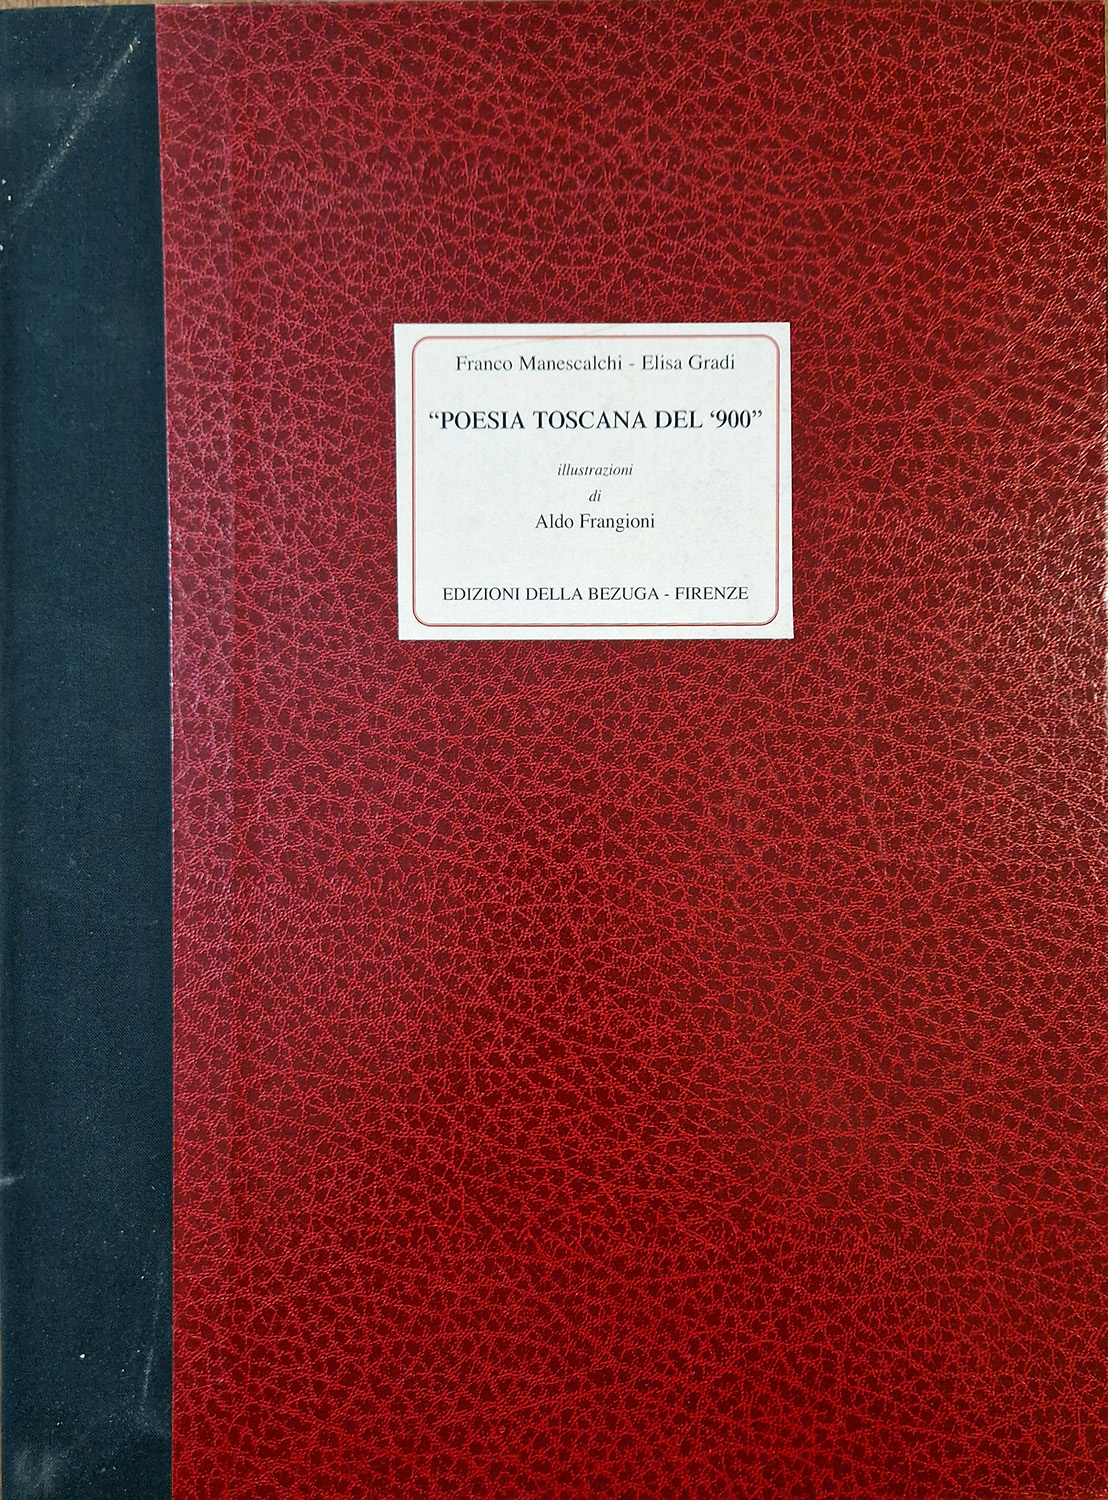 Franco Manescalchi - Elisa Gradi
“POESIA TOSCANA DEL ‘900”
illustrazioni
di
Aldo Frangioni
EDIZIONI DELLA BEZUGA - FIRENZE